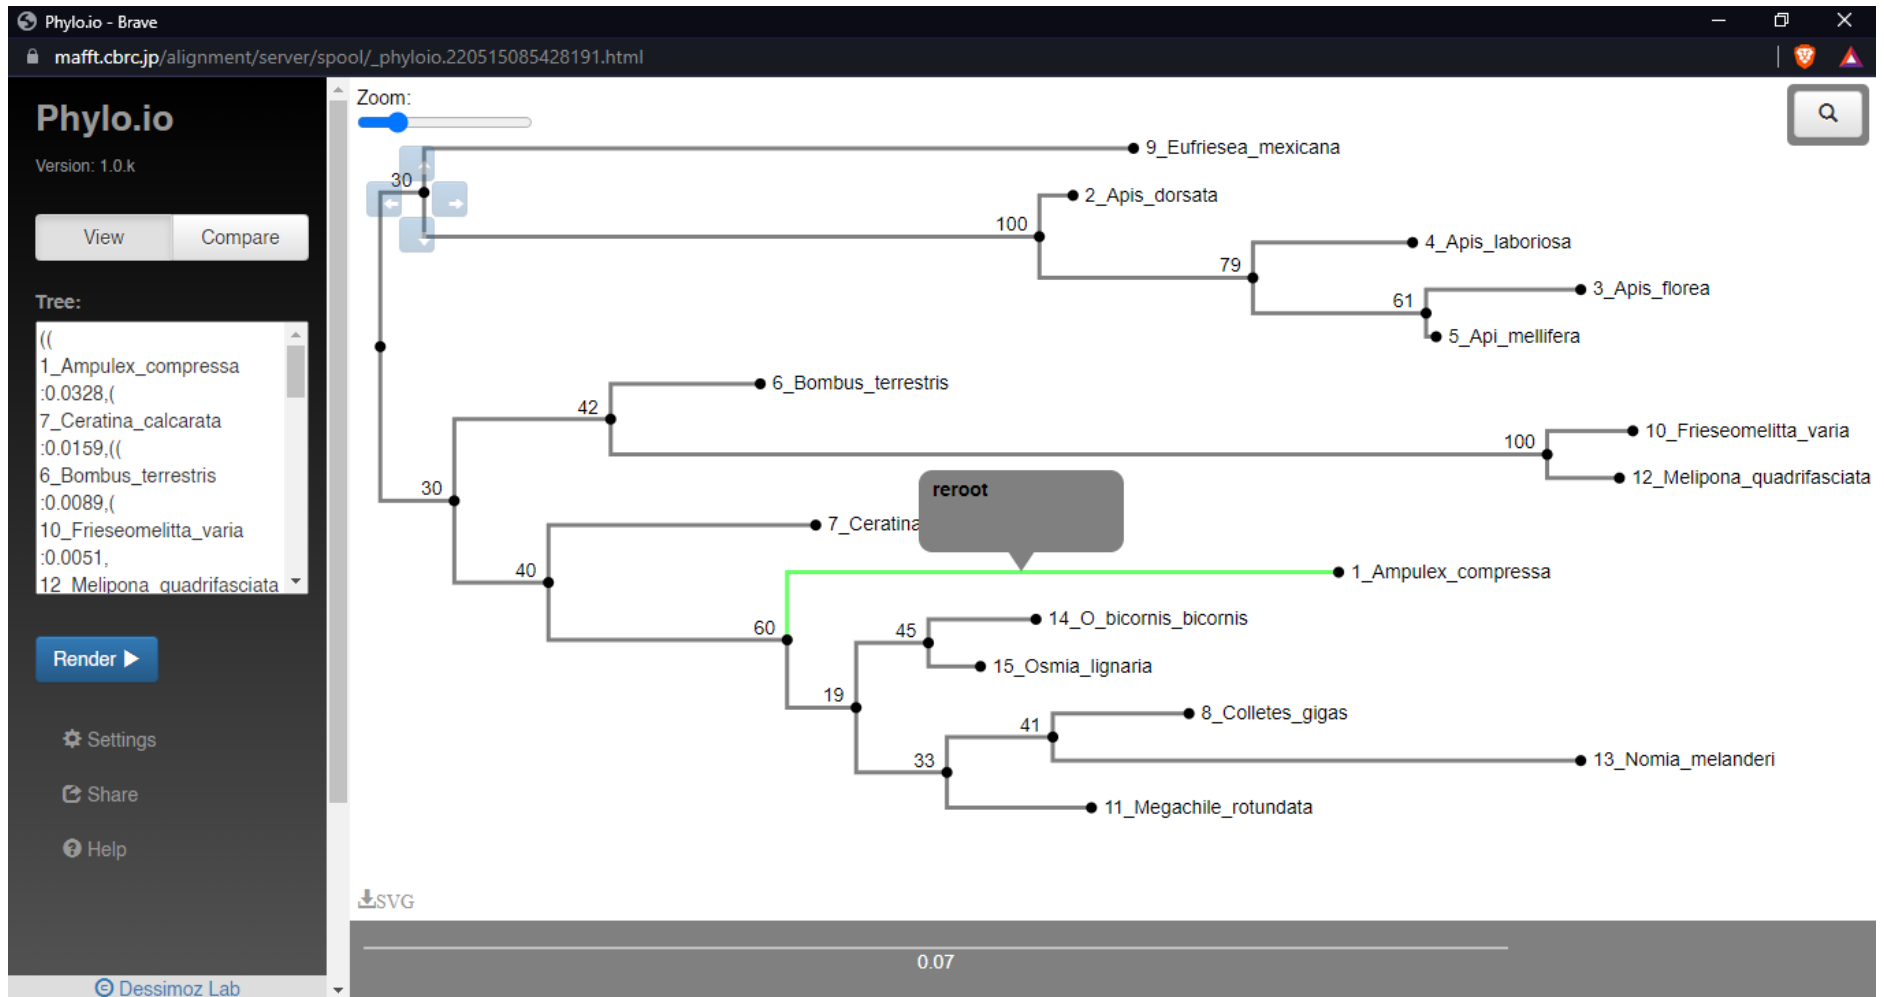 Phylo.io - Brave
mafft.cbrc.jp/alignment/server/spool/_phyloio.220515085428191.html
Phylo.io
Version: 1.0.k
View
Compare
Tree:
((
1_Ampulex_compressa
:0.0328,(
7_Ceratina_calcarata
:0.0159,((
6_Bombus_terrestris
:0.0089,(
10_Frieseomelitta_varia
:0.0051,
12_Melipona_quadrifasciata
Render
Settings
Share
Help
© Dessimoz Lab
Zoom:
9_Eufriesea_mexicana
30
2_Apis_dorsata
100
4_Apis_laboriosa
79
3_Apis_florea
61
5_Api_mellifera
6_Bombus_terrestris
42
10_Frieseomelitta_varia
100
12_Melipona_quadrifasciata
30
reroot
7_Ceratina
1_Ampulex_compressa
40
14_O_bicornis_bicornis
60
45
15_Osmia_lignaria
19
8_Colletes_gigas
41
13_Nomia_melanderi
33
11_Megachile_rotundata
SVG
0.07